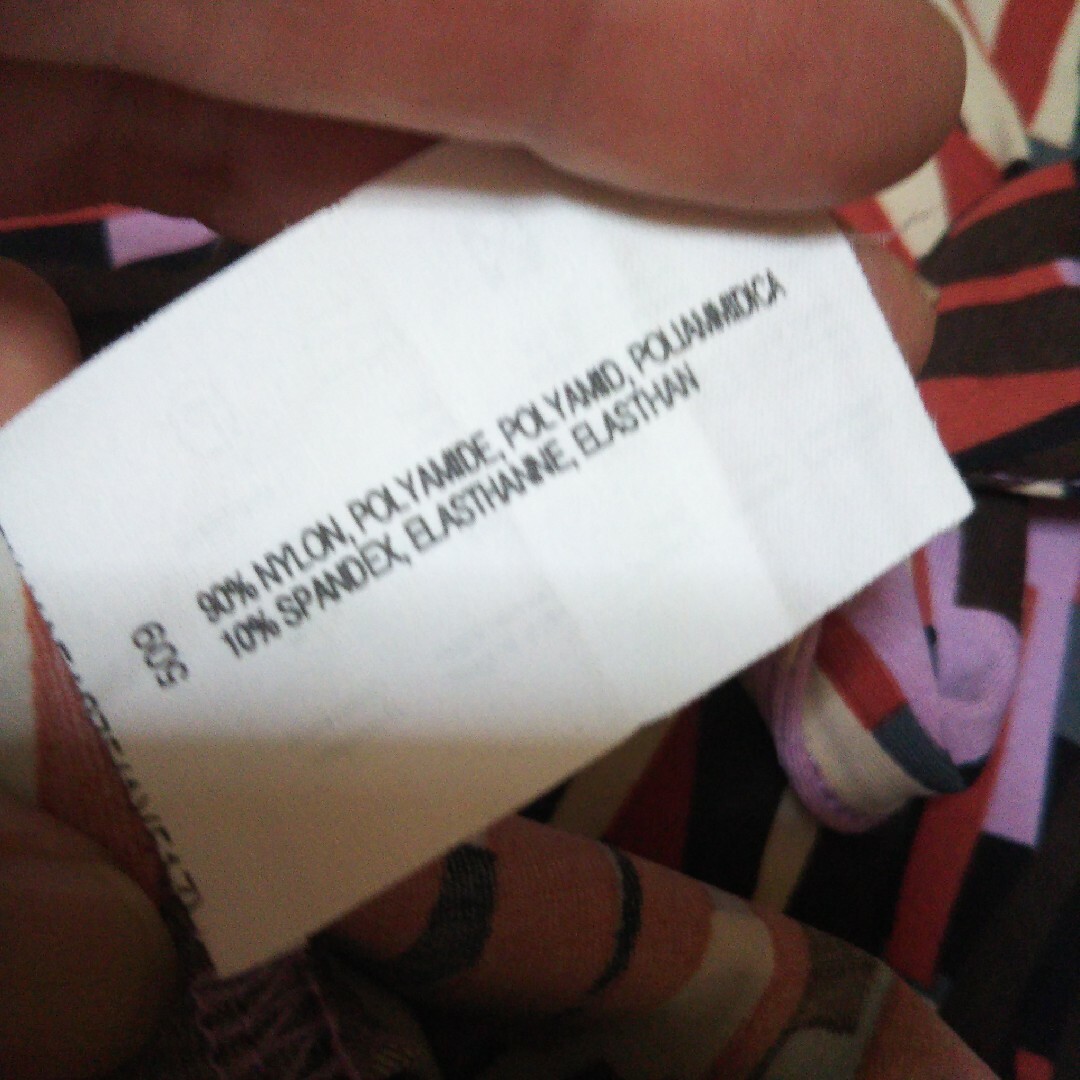 90% NYLON, POLYAMIDE, POLYAMID, POLIAMMIDICA
10% SPANDEX, ELASTHANNE, ELASTHAN
509